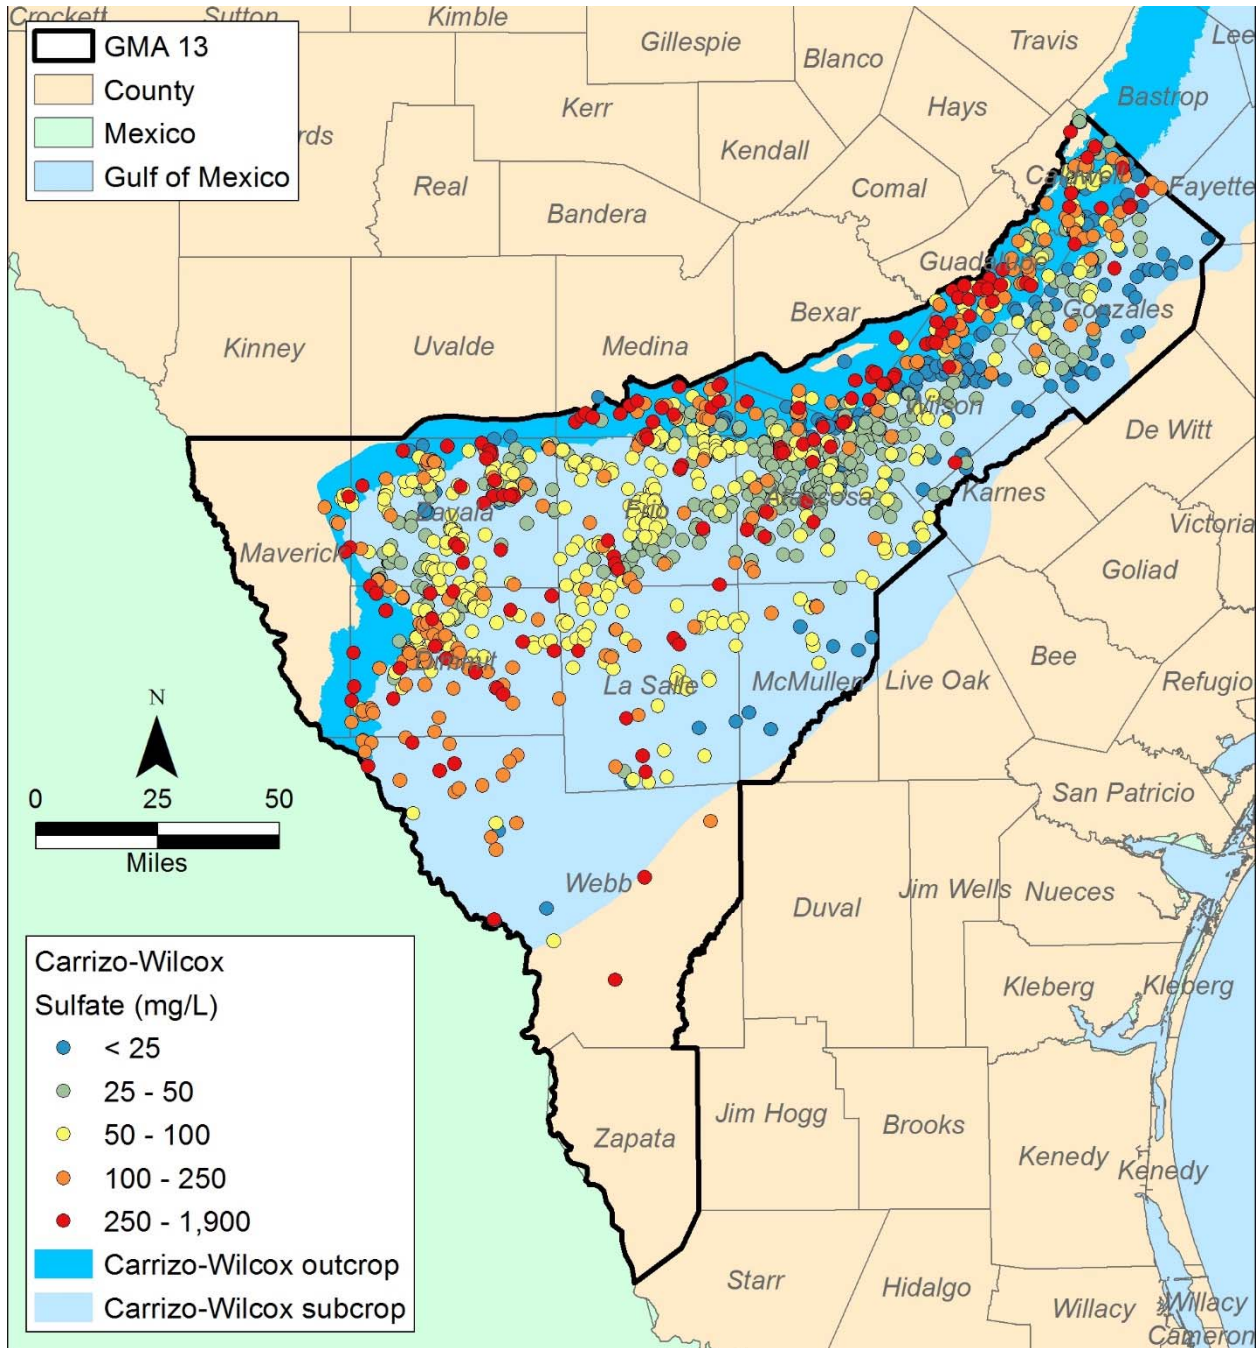 Crockett
Sutton
Kimble
Gillespie
Blanco
Travis
Lee
GMA 13
County
Mexico
Gulf of Mexico
rds
Kerr
Hays
Bastrop
Real
Kendall
Comal
Caldwell
Fayette
Bandera
Guadalupe
Kinney
Uvalde
Medina
Bexar
Gonzales
Wilson
De Witt
Maverick
Zavala
Frio
Atascosa
Karnes
Victoria
Goliad
Dimmit
La Salle
McMullen
Live Oak
Bee
Refugio
N
0 25 50
Miles
San Patricio
Webb
Duval
Jim Wells
Nueces
Kleberg
Kleberg
Carrizo-Wilcox
Sulfate (mg/L)
< 25
25 - 50
50 - 100
100 - 250
250 - 1,900
Carrizo-Wilcox outcrop
Carrizo-Wilcox subcrop
Zapata
Jim Hogg
Brooks
Kenedy
Kenedy
Starr
Hidalgo
Willacy
Willacy
Cameron